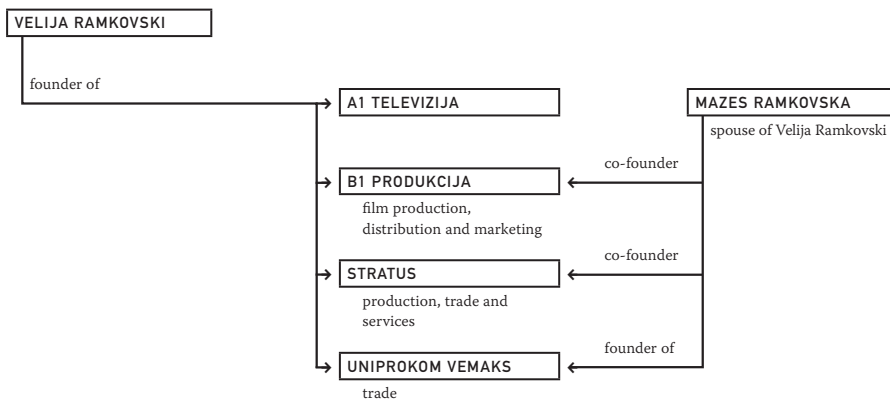 VELIJA RAMKOVSKI
founder of
A1 TELEVIZIJA
MAZES RAMKOVSKA
spouse of Velija Ramkovski
co-founder
B1 PRODUKCIJA
film production,
distribution and marketing
co-founder
STRATUS
production, trade and
services
founder of
UNIPROKOM VEMAKS
trade